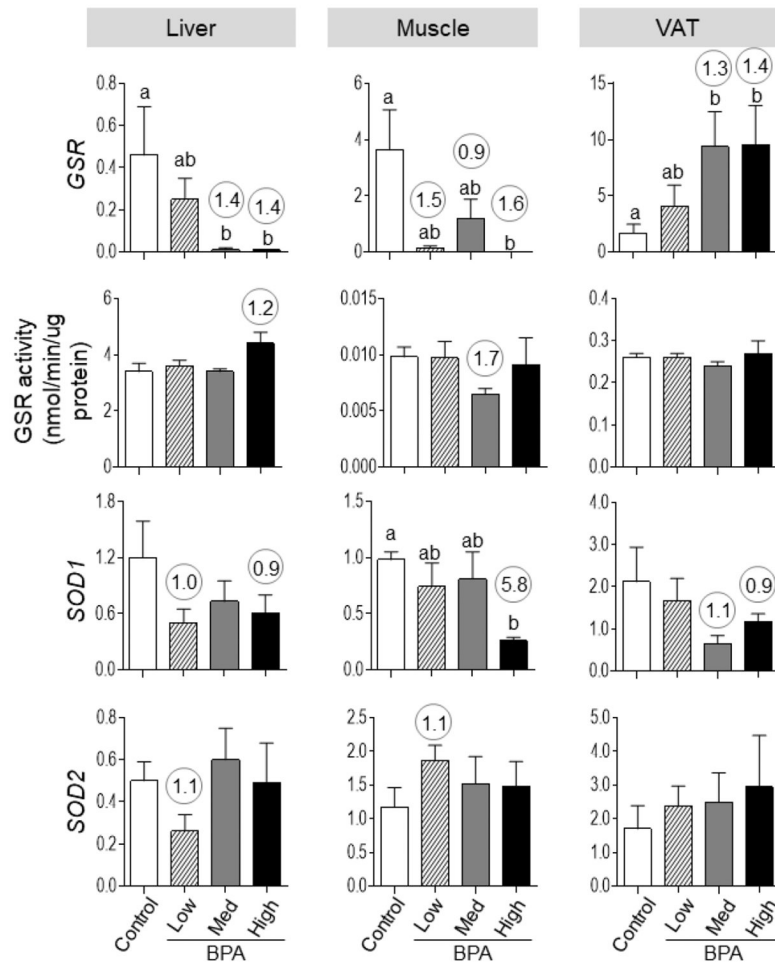 Liver Muscle VAT
GSR
0.8
0.6
0.4
0.2
0.0
a
ab
1.4
b
1.4
b
6
4
2
0
a
1.5
ab
0.9
ab
1.6
b
15
10
5
0
a
ab
1.3
b
1.4
b
GSR activity
(nmol/min/ug
protein)
6
4
2
0
1.2
0.015
0.010
0.005
0.000
1.7
0.4
0.3
0.2
0.1
0.0
SOD1
1.8
1.2
0.6
0.0
1.0
0.9
1.5
1.0
0.5
0.0
a
ab
ab
5.8
b
4.0
3.0
2.0
1.0
0.0
1.1
0.9
SOD2
0.8
0.6
0.4
0.2
0.0
1.1
2.5
2.0
1.5
1.0
0.5
0.0
1.1
5.0
4.0
3.0
2.0
1.0
0.0
Control Low Med High
BPA
Control Low Med High
BPA
Control Low Med High
BPA